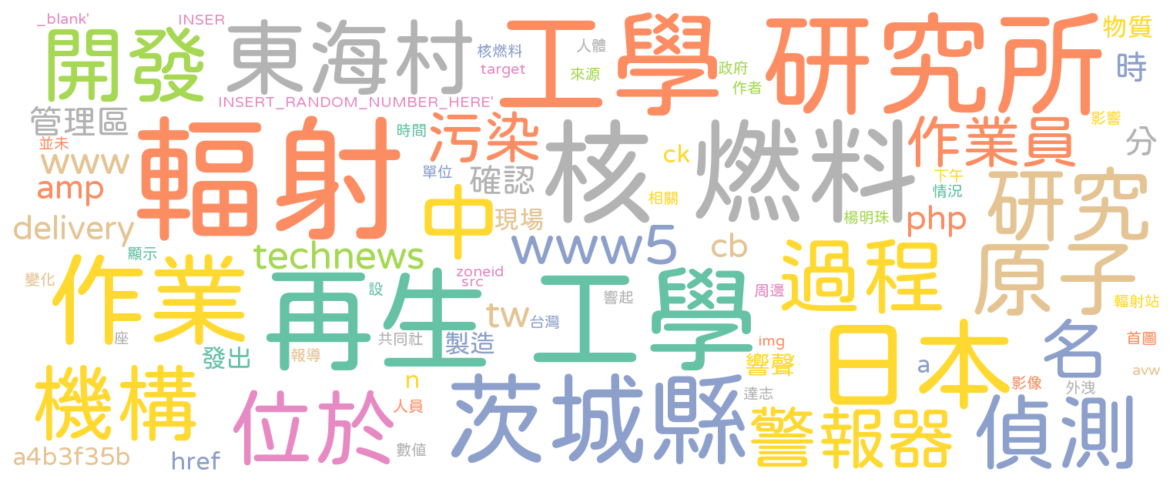 _blank'
INSER
開發
東海村
工學
研究所
核燃料
人體
物質
target
來源
政府
時
作者
INSERT_RANDOM_NUMBER_HERE'
管理區
輻射
時間
污染
核
燃料
作業員
影響
分
並未
www
ck
下午
amp
單位
確認
相關
情況
研究
中
現場
楊明珠
php
delivery
technews
www5
cb
顯示
過程
原子
變化
作業
再生
工學
zoneid
src
設
響起
周邊
輻射站
tw
台灣
座
共同社
製造
日本
名
首圖
img
發出
報導
響聲
a
avw
機構
n
影像
外洩
位於
人員
茨城縣
達志
警報器
偵測
數值
a4b3f35b
href